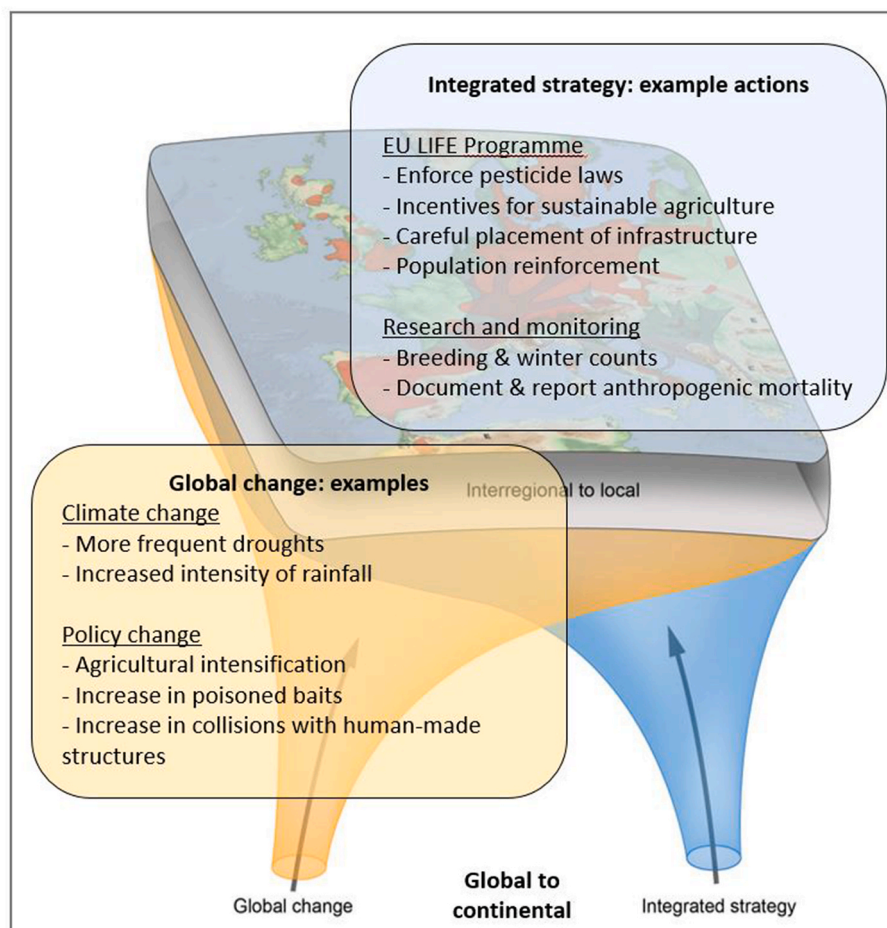 Integrated strategy: example actions
EU LIFE Programme
- Enforce pesticide laws
- Incentives for sustainable agriculture
- Careful placement of infrastructure
- Population reinforcement
Research and monitoring
- Breeding & winter counts
- Document & report anthropogenic mortality
Interregional to local
Global change: examples
Climate change
- More frequent droughts
- Increased intensity of rainfall
Policy change
- Agricultural intensification
- Increase in poisoned baits
- Increase in collisions with human-made
structures
Global change
Global to
continental
Integrated strategy